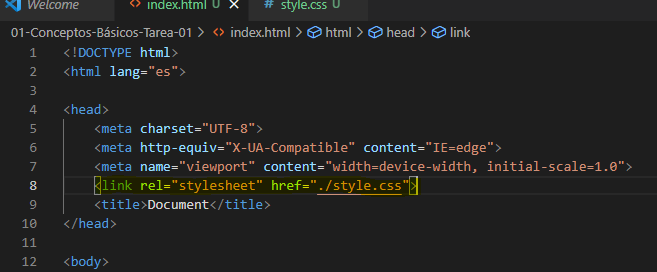 Welcome index.html U × style.css U
01-Conceptos-Básicos-Tarea-01 > <> index.html > html > head > link
1 <!DOCTYPE html>
2 <html lang="es">
3
4 <head>
5 <meta charset="UTF-8">
6 <meta http-equiv="X-UA-Compatible" content="IE=edge">
7 <meta name="viewport" content="width=device-width, initial-scale=1.0">
8 <link rel="stylesheet" href="./style.css">
9 <title>Document</title>
10 </head>
11
12 <body>